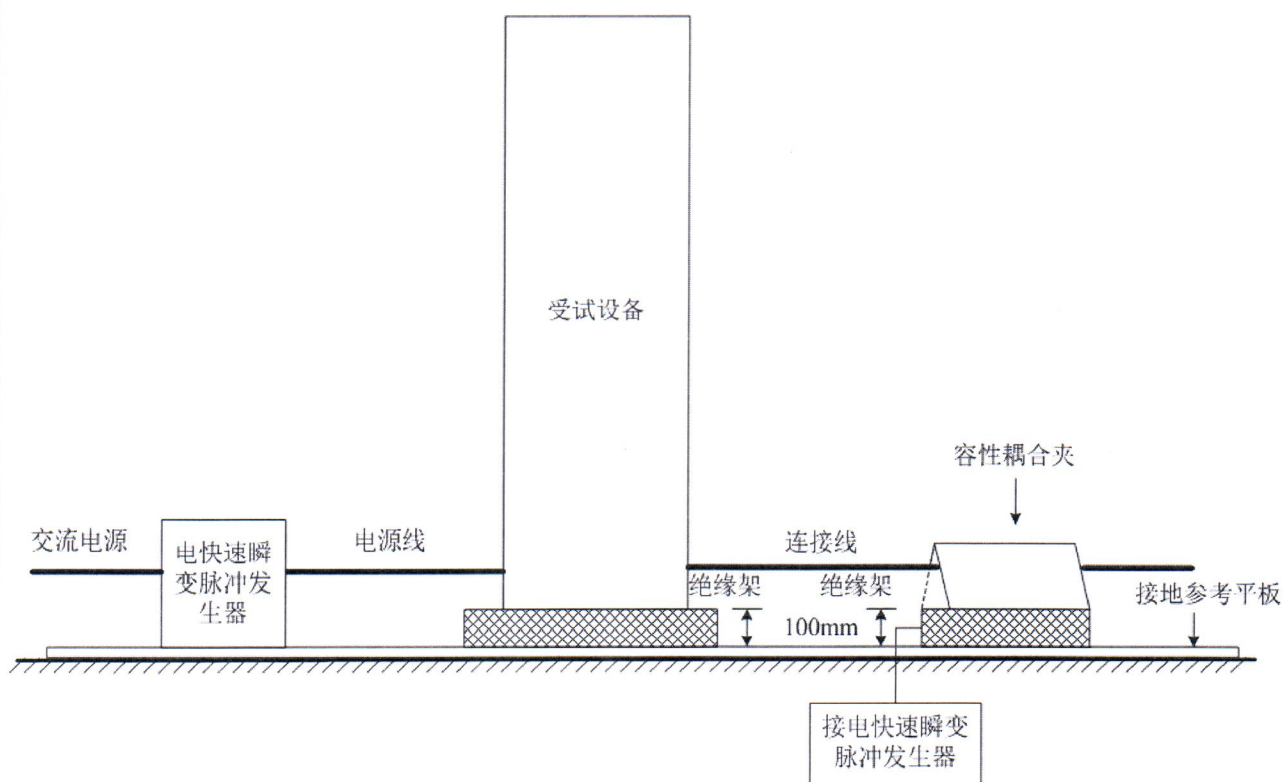 受试设备
容性耦合夹
交流电源
电快速瞬
变脉冲发
生器
电源线
连接线
绝缘架
绝缘架
100mm
接地参考平板
接电快速瞬变
脉冲发生器